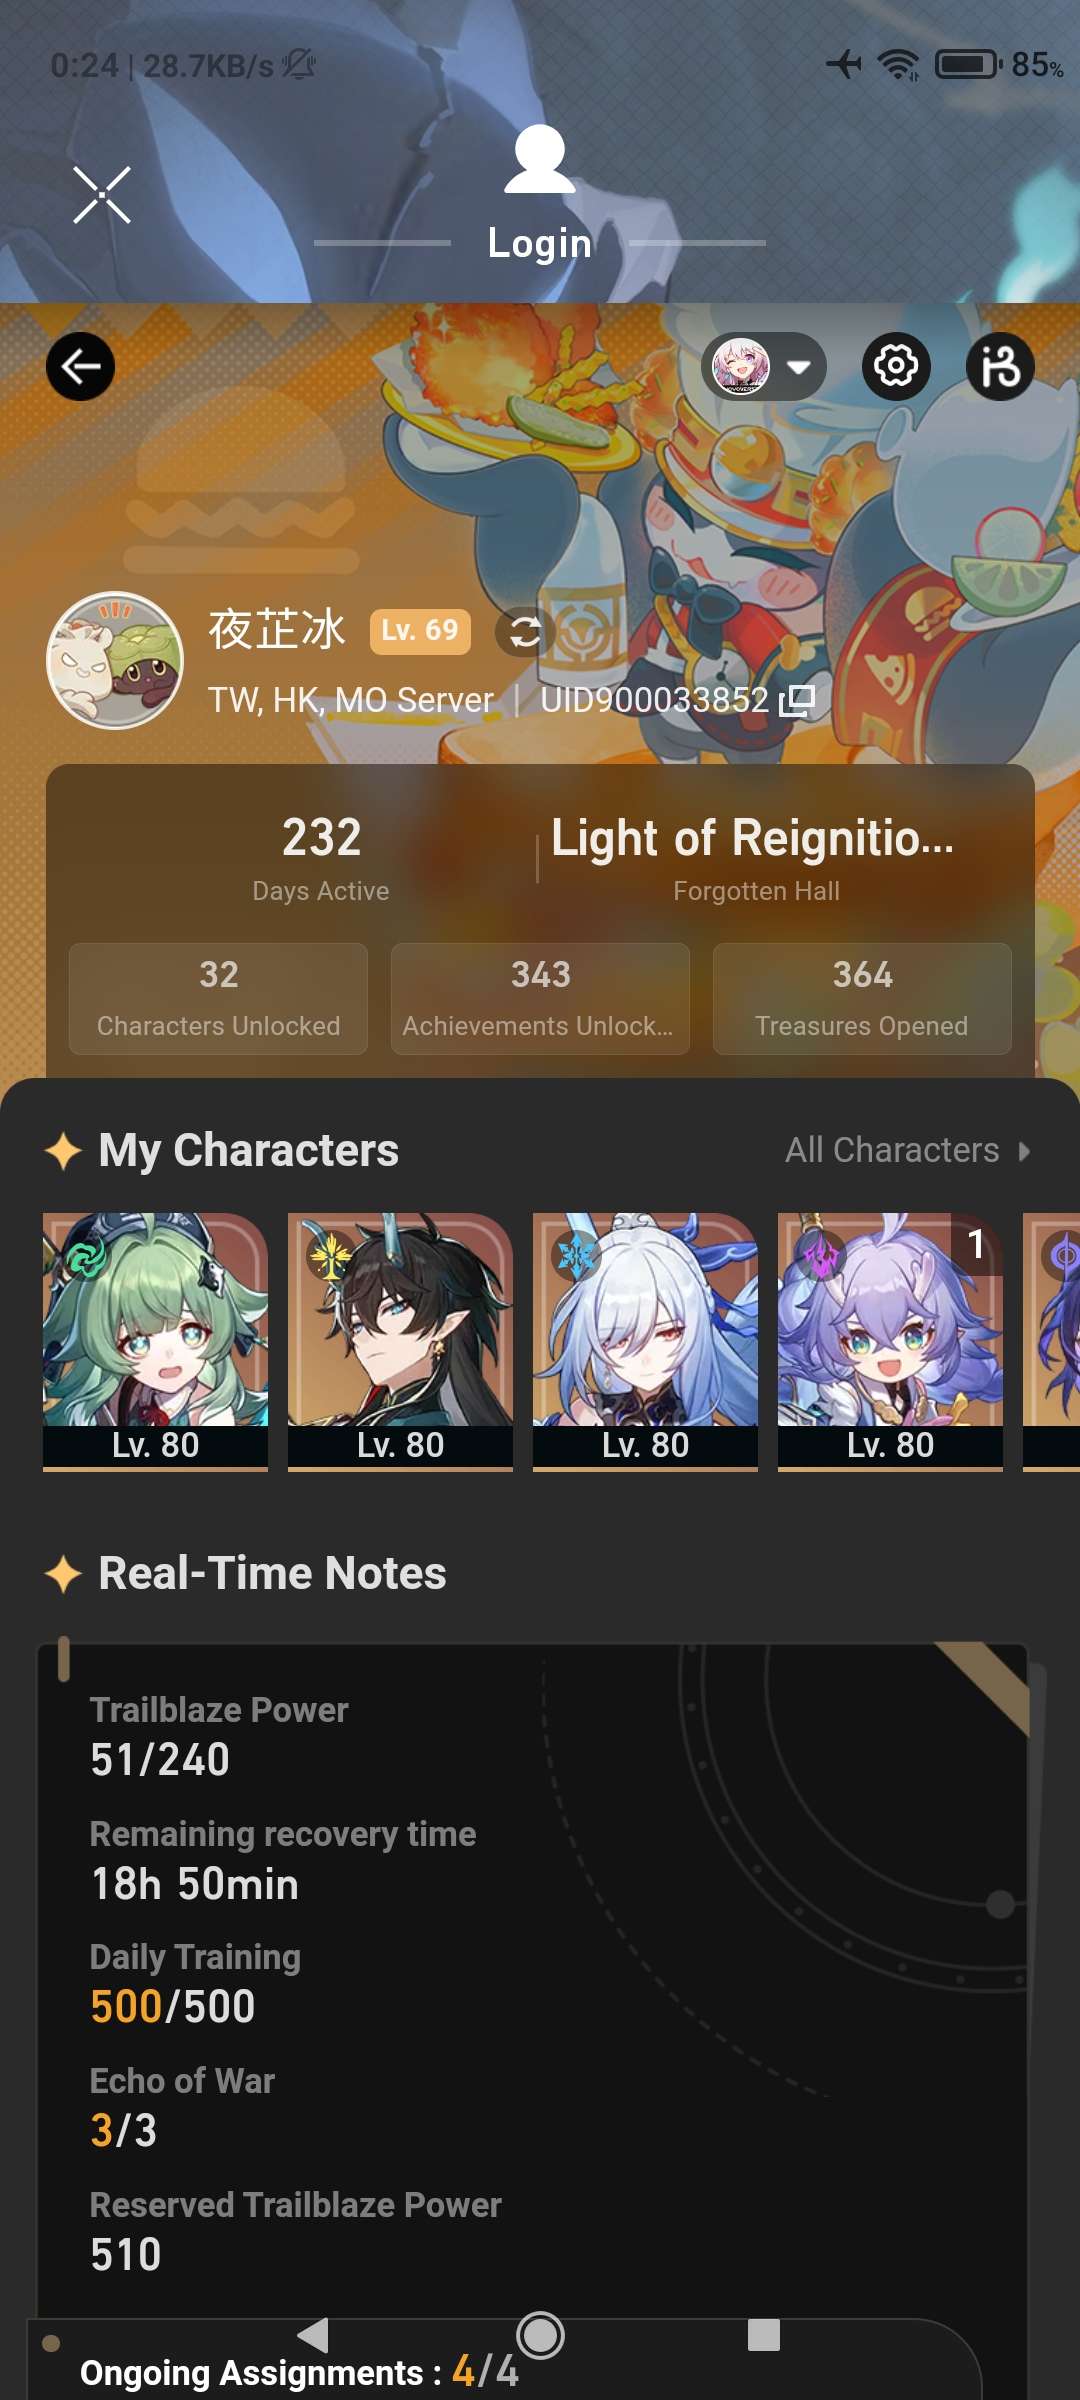 0:24 | 28.7KB/s
85%
Login
夜芷冰 Lv. 69
TW, HK, MO Server | UID900033852
232
Days Active
Light of Reignitio...
Forgotten Hall
32
Characters Unlocked
343
Achievements Unlock...
364
Treasures Opened
My Characters
All Characters
1
Lv. 80
Lv. 80
Lv. 80
Lv. 80
Real-Time Notes
Trailblaze Power
51/240
Remaining recovery time
18h 50min
Daily Training
500/500
Echo of War
3/3
Reserved Trailblaze Power
510
Ongoing Assignments : 4/4